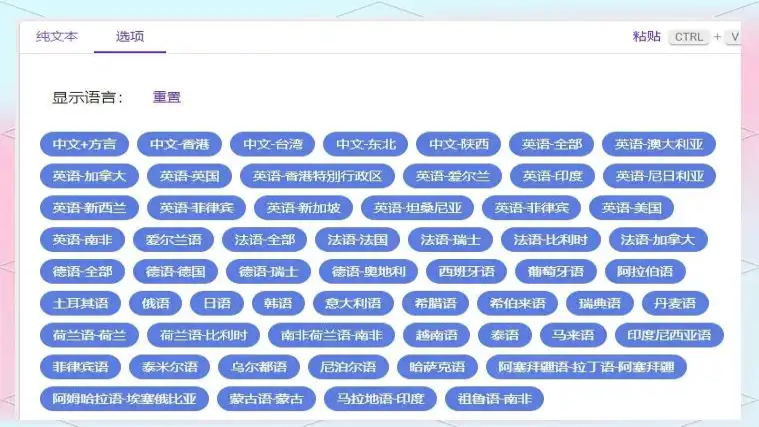 纯文本 选项 粘贴 CTRL + V
显示语言： 重置
中文+方言 中文-香港 中文-台湾 中文-东北 中文-陕西 英语-全部 英语-澳大利亚
英语-加拿大 英语-英国 英语-香港特别行政区 英语-爱尔兰 英语-印度 英语-尼日利亚
英语-新西兰 英语-菲律宾 英语-新加坡 英语-坦桑尼亚 英语-菲律宾 英语-美国
英语-南非 爱尔兰语 法语-全部 法语-法国 法语-瑞士 法语-比利时 法语-加拿大
德语-全部 德语-德国 德语-瑞士 德语-奥地利 西班牙语 葡萄牙语 阿拉伯语
土耳其语 俄语 日语 韩语 意大利语 希腊语 希伯来语 瑞典语 丹麦语
荷兰语-荷兰 荷兰语-比利时 南非荷兰语-南非 越南语 泰语 马来语 印度尼西亚语
菲律宾语 泰米尔语 乌尔都语 尼泊尔语 哈萨克语 阿塞拜疆语-拉丁语-阿塞拜疆
阿姆哈拉语-埃塞俄比亚 蒙古语-蒙古 马拉地语-印度 祖鲁语-南非